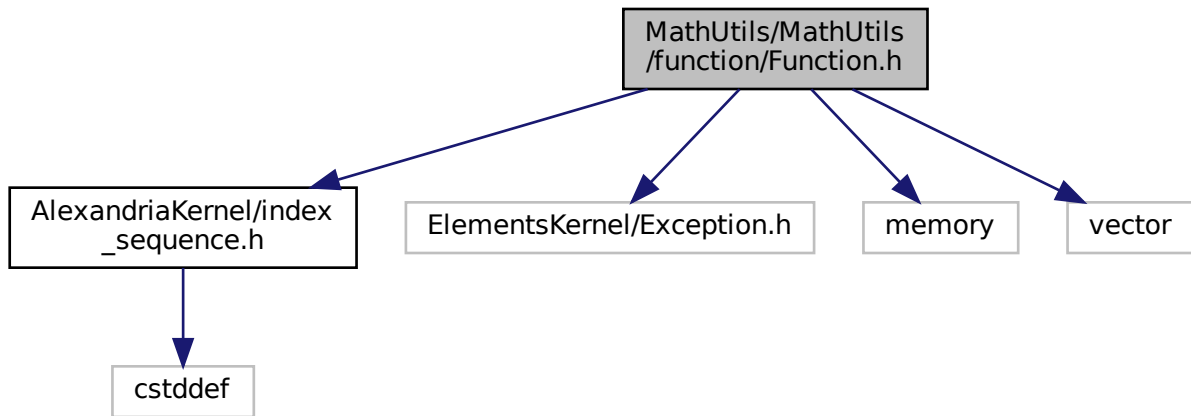 MathUtils/MathUtils
/function/Function.h
AlexandriaKernel/index
_sequence.h
ElementsKernel/Exception.h
memory
vector
cstddef